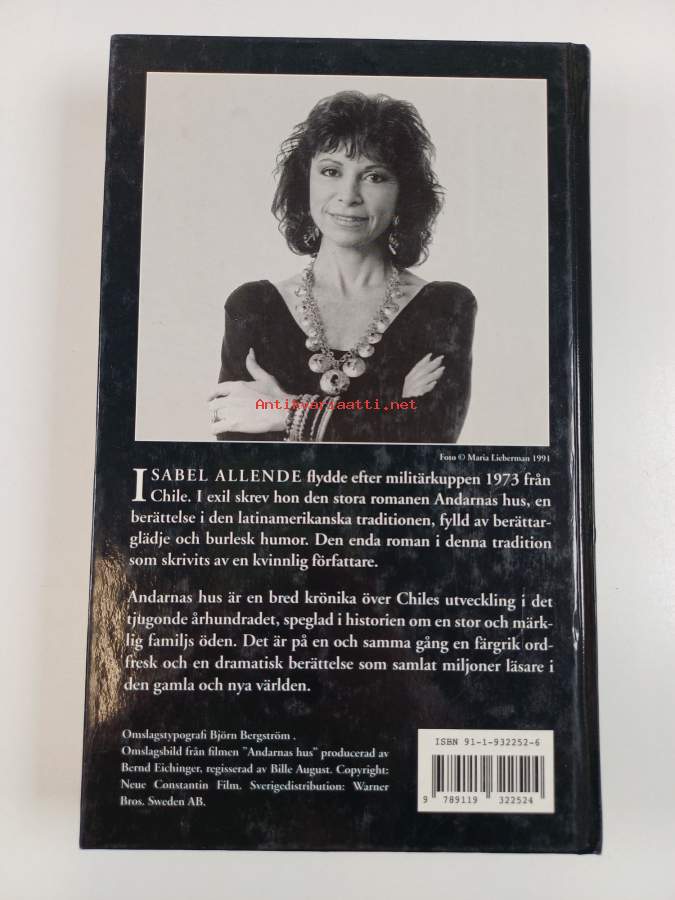 Antikvariaatti.net
Foto © Maria Lieberman 1991
ISABEL ALLENDE flydde efter militärkuppen 1973 från
Chile. I exil skrev hon den stora romanen Andarnas hus, en
berättelse i den latinamerikanska traditionen, fylld av berättar-
glädje och burlesk humor. Den enda roman i denna tradition
som skrivits av en kvinnlig författare.
Andarnas hus är en bred krönika över Chiles utveckling i det
tjugonde århundradet, speglad i historien om en stor och märk-
lig familjs öden. Det är på en och samma gång en färgrik ord-
fresk och en dramatisk berättelse som samlat miljoner läsare i
den gamla och nya världen.
Omslagstypografi Björn Bergström .
Omslagsbild från filmen "Andarnas hus" producerad av
Bernd Eichinger, regisserad av Bille August. Copyright:
Neue Constantin Film. Sverigedistribution: Warner
Bros. Sweden AB.
ISBN 91-1-932252-6
9 789119 322524